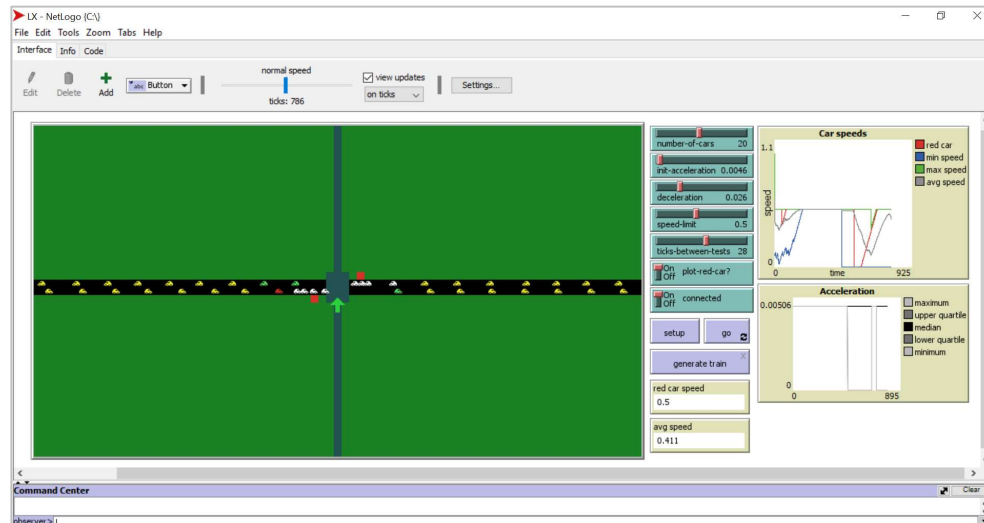 LX - NetLogo {C:\}
File Edit Tools Zoom Tabs Help
Interface Info Code
Edit Delete Add abc Button normal speed ticks: 786 view updates on ticks Settings...
number-of-cars 20
init-acceleration 0.0046
deceleration 0.026
speed-limit 0.5
ticks-between-tests 28
On Off plot-red-car?
On Off connected
setup go
generate train X
red car speed
0.5
avg speed
0.411
Car speeds
1.1
speed
0
0 time 925
red car
min speed
max speed
avg speed
Acceleration
0.00506
0
0 895
maximum
upper quartile
median
lower quartile
minimum
Command Center Clear
observer>